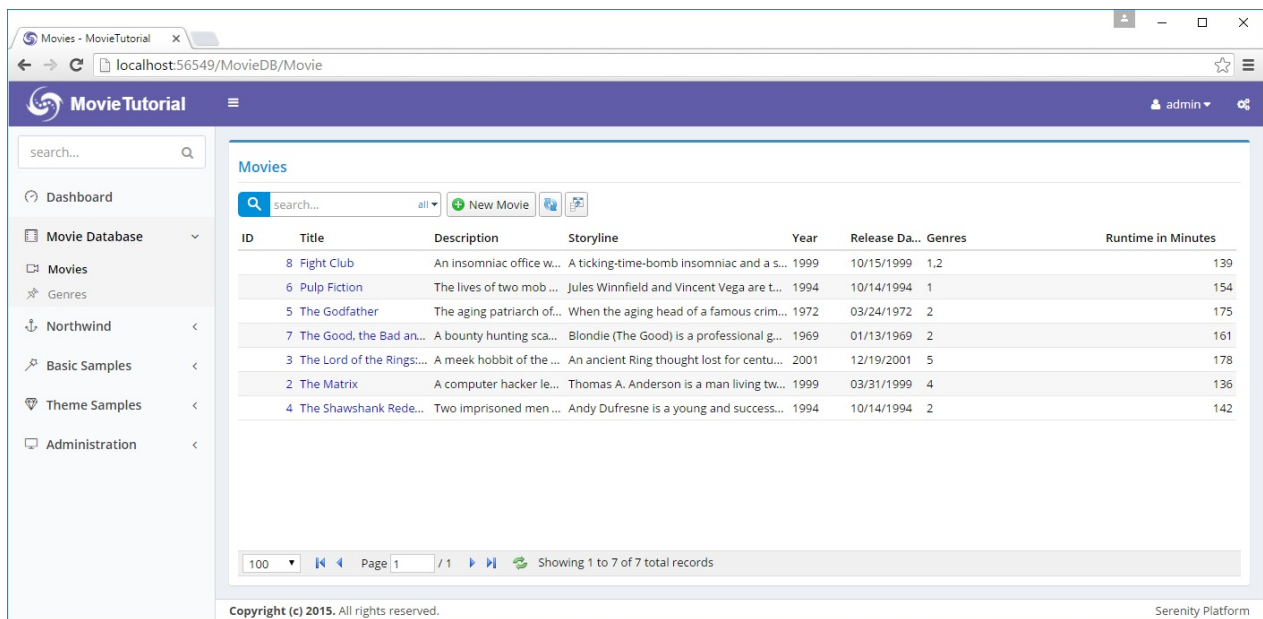 Movies - MovieTutorial
localhost:56549/MovieDB/Movie
MovieTutorial
admin
search...
Dashboard
Movie Database
Movies
Genres
Northwind
Basic Samples
Theme Samples
Administration
Movies
search... all New Movie
ID Title Description Storyline Year Release Da... Genres Runtime in Minutes
8 Fight Club An insomniac office w... A ticking-time-bomb insomniac and a s... 1999 10/15/1999 1,2 139
6 Pulp Fiction The lives of two mob ... Jules Winnfield and Vincent Vega are t... 1994 10/14/1994 1 154
5 The Godfather The aging patriarch of... When the aging head of a famous crim... 1972 03/24/1972 2 175
7 The Good, the Bad an... A bounty hunting sca... Blondie (The Good) is a professional g... 1969 01/13/1969 2 161
3 The Lord of the Rings:... A meek hobbit of the ... An ancient Ring thought lost for centu... 2001 12/19/2001 5 178
2 The Matrix A computer hacker le... Thomas A. Anderson is a man living tw... 1999 03/31/1999 4 136
4 The Shawshank Rede... Two imprisoned men ... Andy Dufresne is a young and success... 1994 10/14/1994 2 142
100 Page 1 / 1 Showing 1 to 7 of 7 total records
Copyright (c) 2015. All rights reserved. Serenity Platform